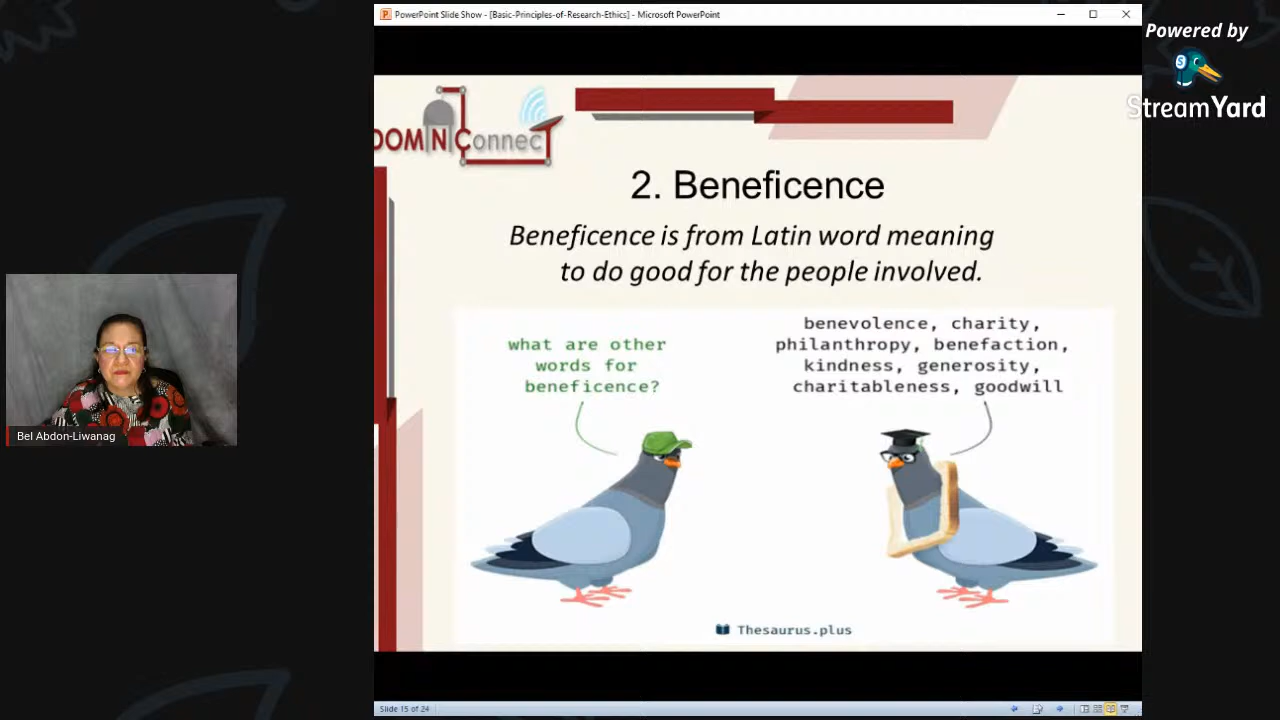 PowerPoint Slide Show - [Basic-Principles-of-Research-Ethics] - Microsoft PowerPoint
Powered by
StreamYard
DOMINConnecT
2. Beneficence
Beneficence is from Latin word meaning
to do good for the people involved.
what are other
words for
beneficence?
benevolence, charity,
philanthropy, benefaction,
kindness, generosity,
charitableness, goodwill
Thesaurus.plus
Bel Abdon-Liwanag
Slide 15 of 24